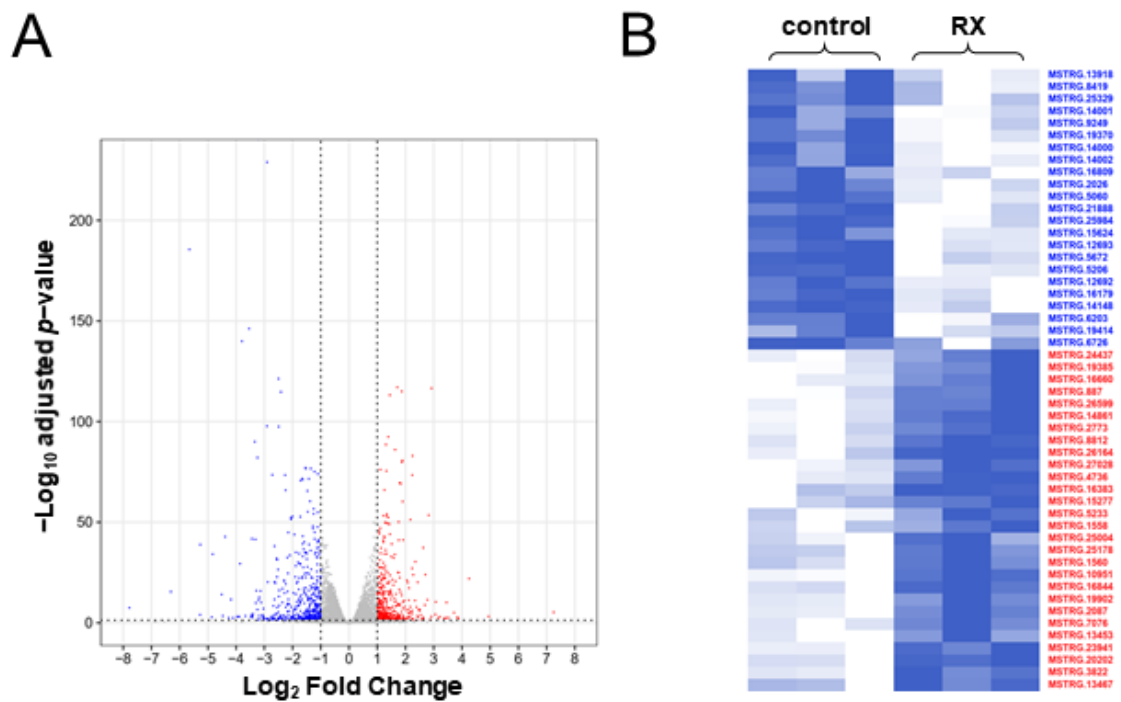 A
B
control
RX
200
150
100
50
0
−Log10 adjusted p−value
−8 −7 −6 −5 −4 −3 −2 −1 0 1 2 3 4 5 6 7 8
Log2 Fold Change
MSTRG.13918
MSTRG.8419
MSTRG.25329
MSTRG.14001
MSTRG.9249
MSTRG.19370
MSTRG.14000
MSTRG.14002
MSTRG.16809
MSTRG.2026
MSTRG.5060
MSTRG.21888
MSTRG.25984
MSTRG.15624
MSTRG.12693
MSTRG.5672
MSTRG.5206
MSTRG.12692
MSTRG.16179
MSTRG.14148
MSTRG.6203
MSTRG.19414
MSTRG.6726
MSTRG.24437
MSTRG.19385
MSTRG.16660
MSTRG.887
MSTRG.26599
MSTRG.14861
MSTRG.2773
MSTRG.8812
MSTRG.26164
MSTRG.27028
MSTRG.4736
MSTRG.16383
MSTRG.15277
MSTRG.5233
MSTRG.1558
MSTRG.25004
MSTRG.25178
MSTRG.1560
MSTRG.10951
MSTRG.16844
MSTRG.19902
MSTRG.2087
MSTRG.7076
MSTRG.13453
MSTRG.23941
MSTRG.20202
MSTRG.3822
MSTRG.13467